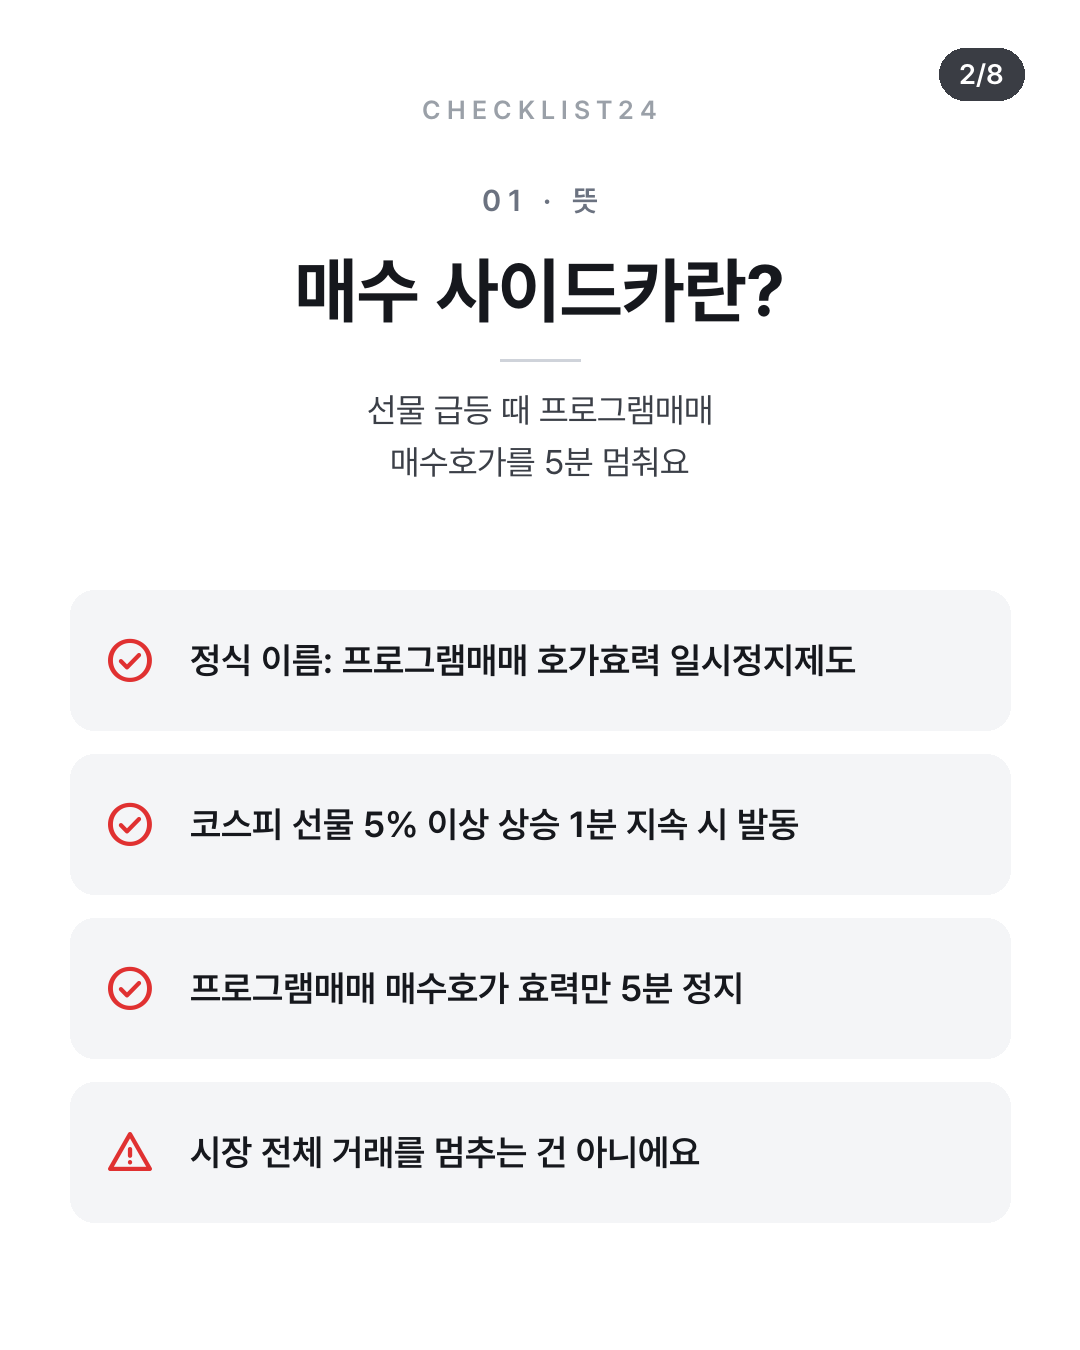 2/8
CHECKLIST24
01 · 뜻
매수 사이드카란?
선물 급등 때 프로그램매매
매수호가를 5분 멈춰요
정식 이름: 프로그램매매 호가효력 일시정지제도
코스피 선물 5% 이상 상승 1분 지속 시 발동
프로그램매매 매수호가 효력만 5분 정지
시장 전체 거래를 멈추는 건 아니에요